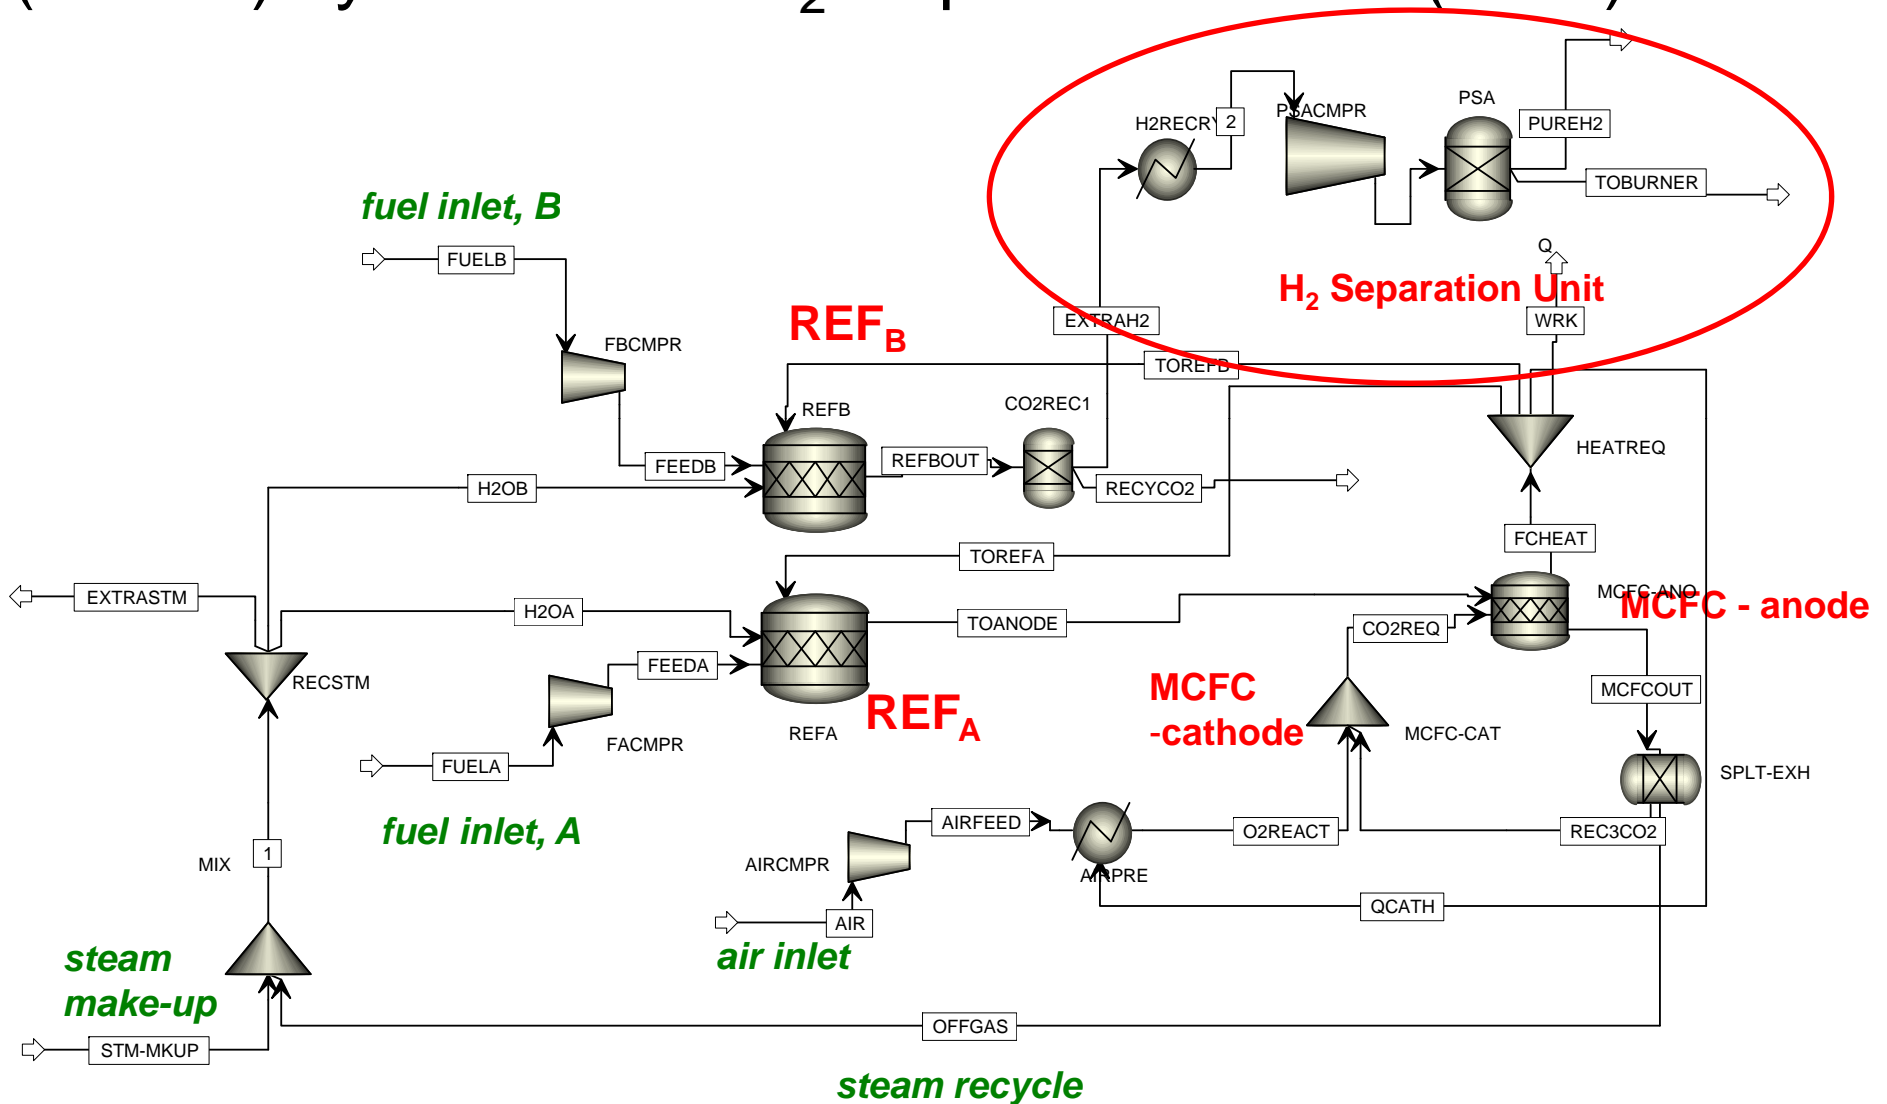 H2RECRY
2
PSACMPR
PSA
PUREH2
TOBURNER
fuel inlet, B
FUELB
Q
H2 Separation Unit
EXTRAH2
WRK
REFB
FBCMPR
TOREFB
REFB
CO2REC1
HEATREQ
FEEDB
REFBOUT
H2OB
RECYCO2
FCHEAT
TOREFA
EXTRASTM
H2OA
TOANODE
MCFC-ANO
MCFC - anode
CO2REQ
FEEDA
RECSTM
MCFC
-cathode
MCFCOUT
REFA
REFA
FACMPR
MCFC-CAT
FUELA
SPLT-EXH
fuel inlet, A
AIRFEED
O2REACT
REC3CO2
MIX
1
AIRCMPR
AIRPRE
QCATH
AIR
air inlet
steam
make-up
OFFGAS
STM-MKUP
steam recycle